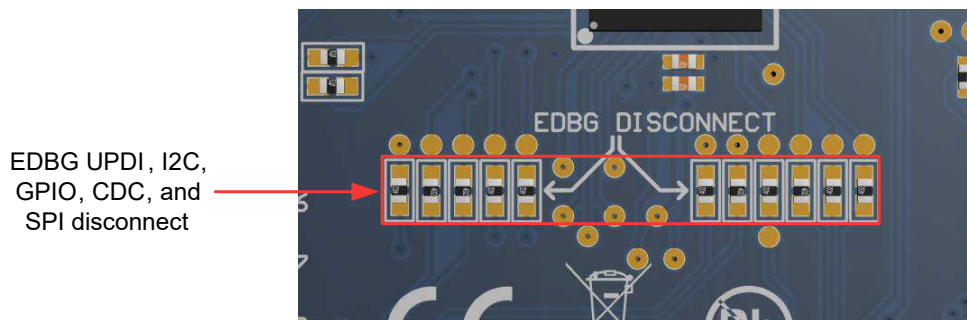 EDBG DISCONNECT
EDBG UPDI, I2C,
GPIO, CDC, and
SPI disconnect